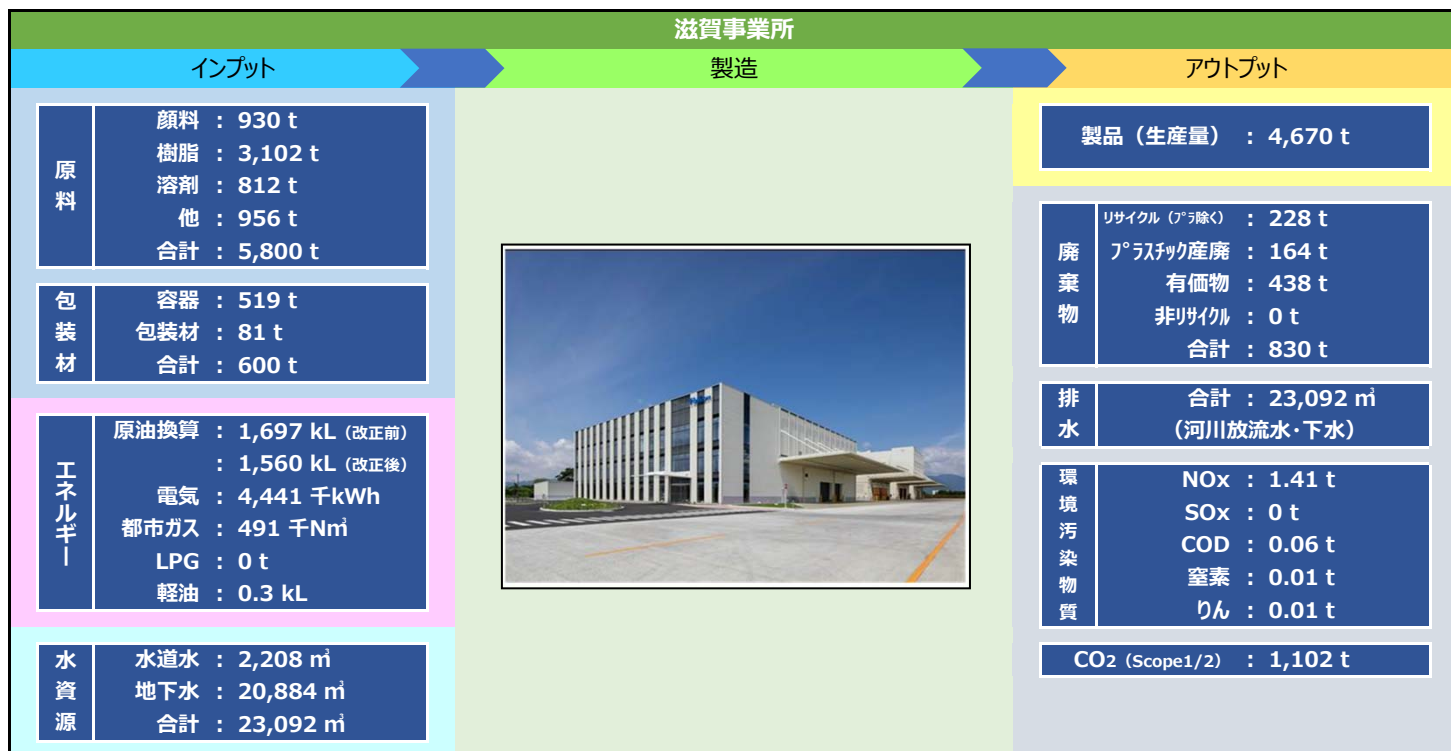 滋賀事業所
インプット
製造
アウトプット
原料
顔料 : 930 t
樹脂 : 3,102 t
溶剤 : 812 t
他 : 956 t
合計 : 5,800 t
包装材
容器 : 519 t
包装材 : 81 t
合計 : 600 t
エネルギー
原油換算 : 1,697 kL (改正前)
: 1,560 kL (改正後)
電気 : 4,441 千kWh
都市ガス : 491 千N㎥
LPG : 0 t
軽油 : 0.3 kL
水資源
水道水 : 2,208 ㎥
地下水 : 20,884 ㎥
合計 : 23,092 ㎥
製品（生産量） : 4,670 t
廃棄物
リサイクル（プラ除く） : 228 t
プラスチック産廃 : 164 t
有価物 : 438 t
非リサイクル : 0 t
合計 : 830 t
排水
合計 : 23,092 ㎥
（河川放流水･下水）
環境汚染物質
NOx : 1.41 t
SOx : 0 t
COD : 0.06 t
窒素 : 0.01 t
りん : 0.01 t
CO2（Scope1/2） : 1,102 t